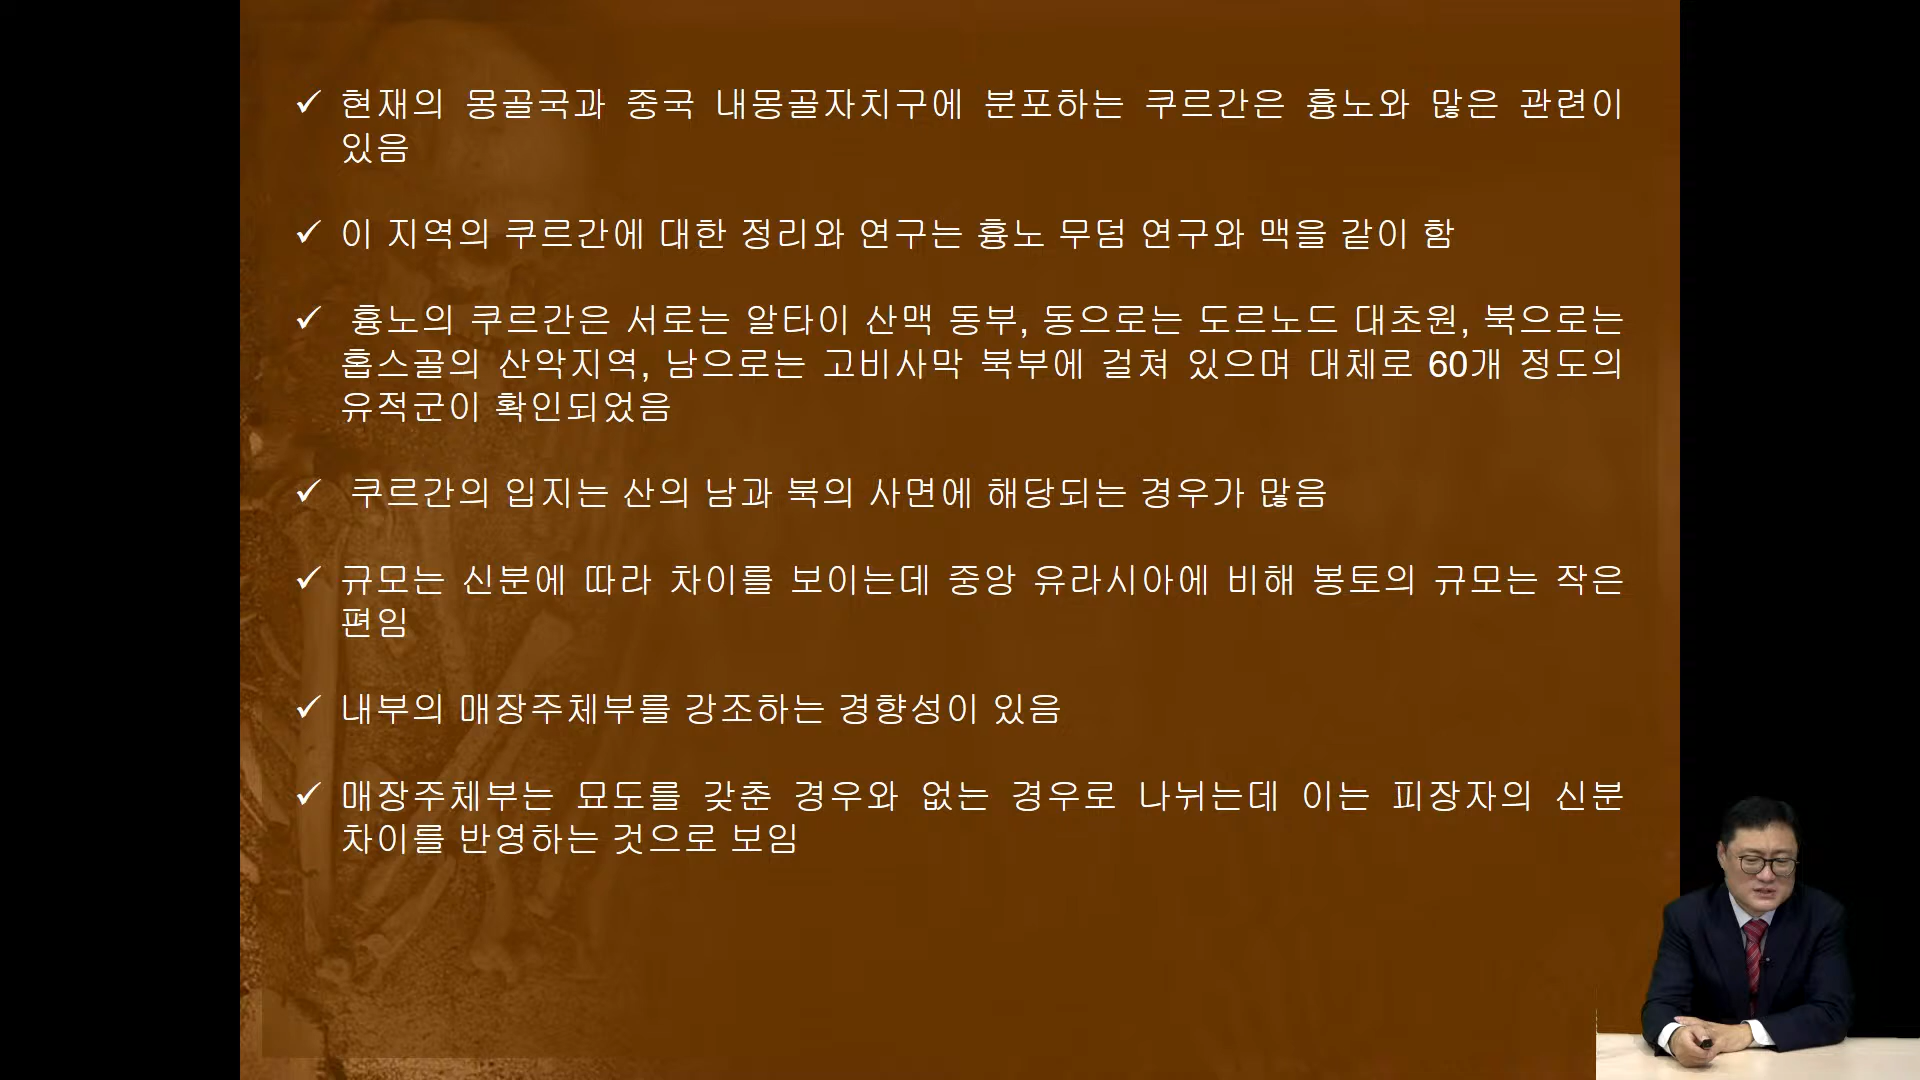 ✓ 현재의 몽골국과 중국 내몽골자치구에 분포하는 쿠르간은 흉노와 많은 관련이
있음
✓ 이 지역의 쿠르간에 대한 정리와 연구는 흉노 무덤 연구와 맥을 같이 함
✓ 흉노의 쿠르간은 서로는 알타이 산맥 동부, 동으로는 도르노드 대초원, 북으로는
홉스골의 산악지역, 남으로는 고비사막 북부에 걸쳐 있으며 대체로 60개 정도의
유적군이 확인되었음
✓ 쿠르간의 입지는 산의 남과 북의 사면에 해당되는 경우가 많음
✓ 규모는 신분에 따라 차이를 보이는데 중앙 유라시아에 비해 봉토의 규모는 작은
편임
✓ 내부의 매장주체부를 강조하는 경향성이 있음
✓ 매장주체부는 묘도를 갖춘 경우와 없는 경우로 나뉘는데 이는 피장자의 신분
차이를 반영하는 것으로 보임